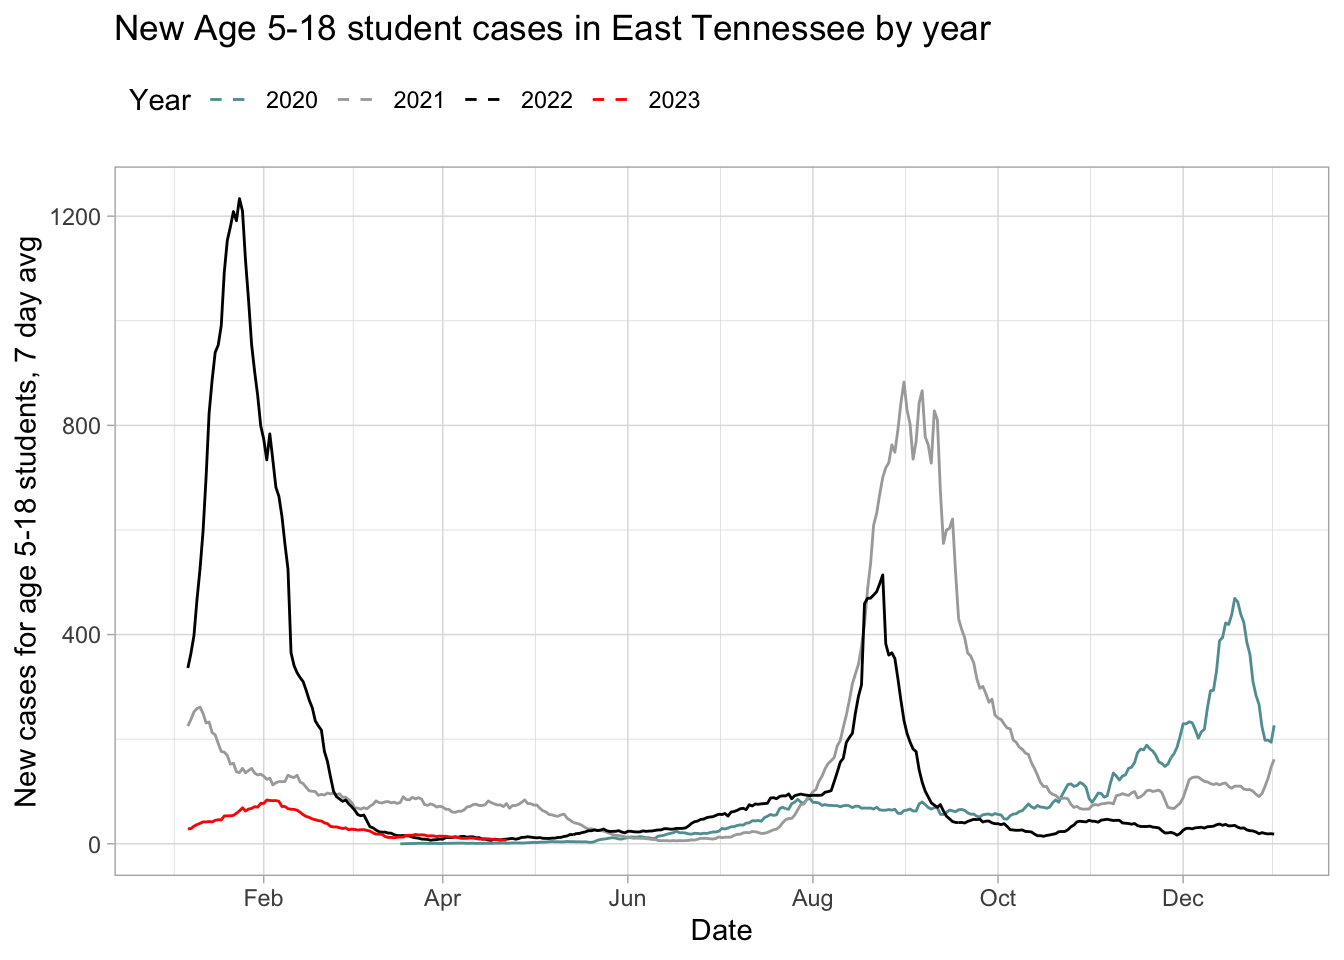 New Age 5-18 student cases in East Tennessee by year
Year 2020 2021 2022 2023
New cases for age 5-18 students, 7 day avg
1200
800
400
0
Feb Apr Jun Aug Oct Dec
Date